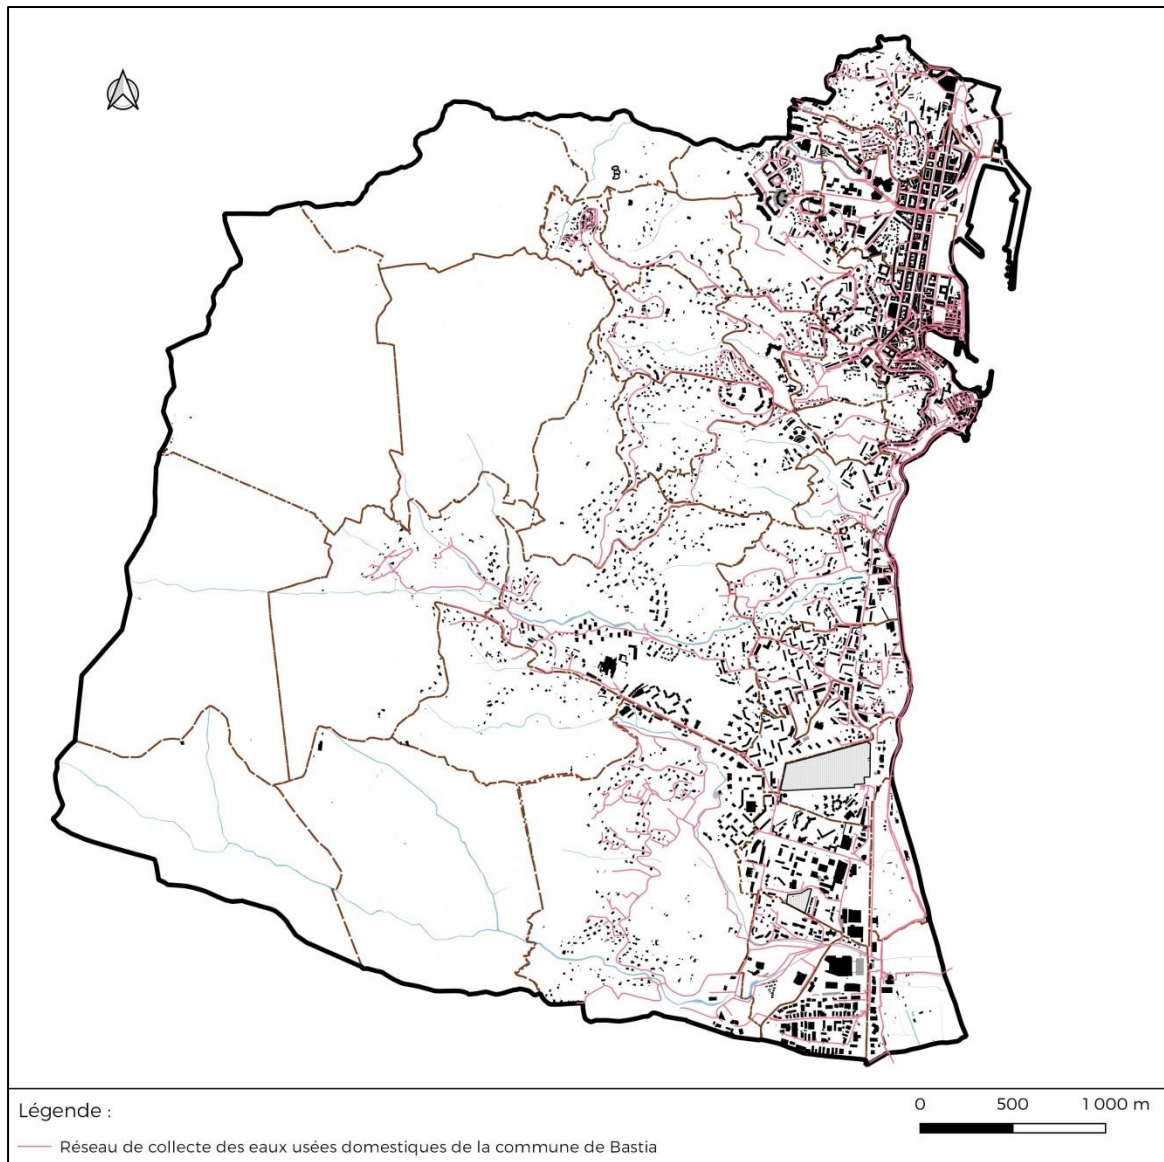 Légende :
0 500 1 000 m
Réseau de collecte des eaux usées domestiques de la commune de Bastia